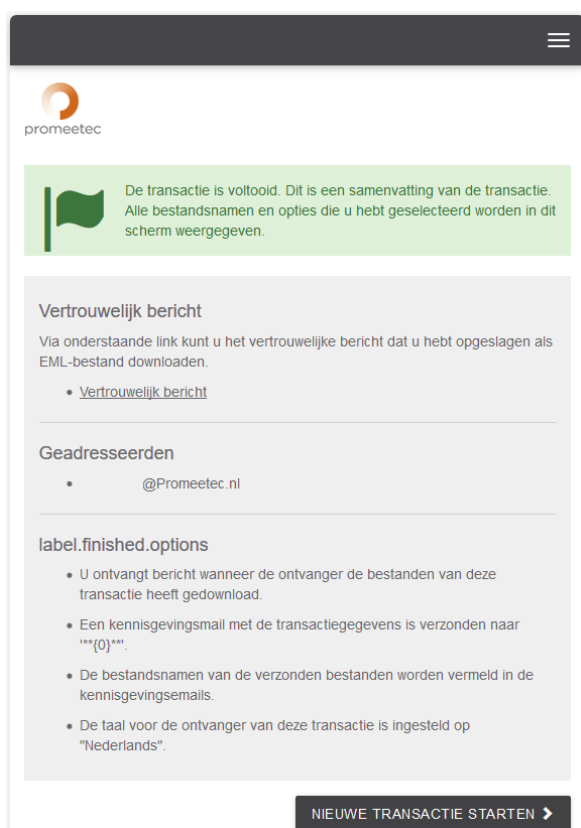 promeetec
De transactie is voltooid. Dit is een samenvatting van de transactie.
Alle bestandsnamen en opties die u hebt geselecteerd worden in dit
scherm weergegeven.
Vertrouwelijk bericht
Via onderstaande link kunt u het vertrouwelijke bericht dat u hebt opgeslagen als
EML-bestand downloaden.
• Vertrouwelijk bericht
Geadresseerden
• @Promeetec.nl
label.finished.options
• U ontvangt bericht wanneer de ontvanger de bestanden van deze
transactie heeft gedownload.
• Een kennisgevingsmail met de transactiegegevens is verzonden naar
'**{0}**'.
• De bestandsnamen van de verzonden bestanden worden vermeld in de
kennisgevingsemails.
• De taal voor de ontvanger van deze transactie is ingesteld op
"Nederlands".
NIEUWE TRANSACTIE STARTEN